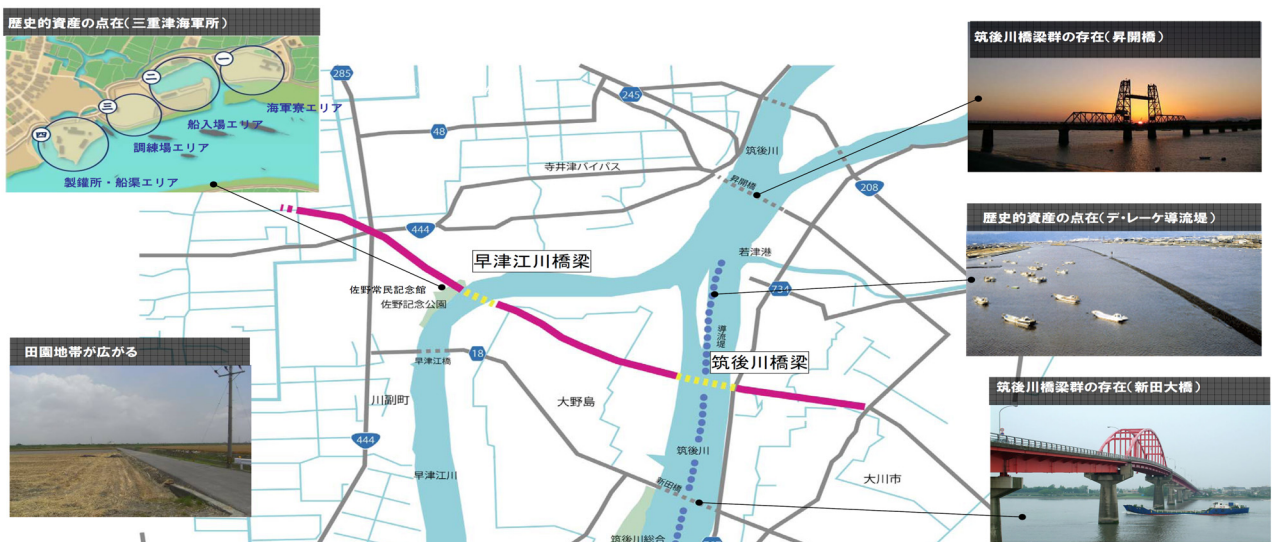 歴史的資産の点在(三重津海軍所)
一
二
三
四
海軍寮エリア
船入場エリア
調練場エリア
製鑵所・船渠エリア
筑後川橋梁群の存在(昇開橋)
歴史的資産の点在(デ・レーケ導流堤)
筑後川橋梁群の存在(新田大橋)
田園地帯が広がる
285
245
48
寺井津バイパス
筑後川
昇開橋
208
444
若津港
早津江川橋梁
佐野常民記念館
佐野記念公園
734
導流堤
18
早津江橋
筑後川橋梁
川副町
大野島
444
筑後川
早津江川
新田橋
大川市
筑後川総合